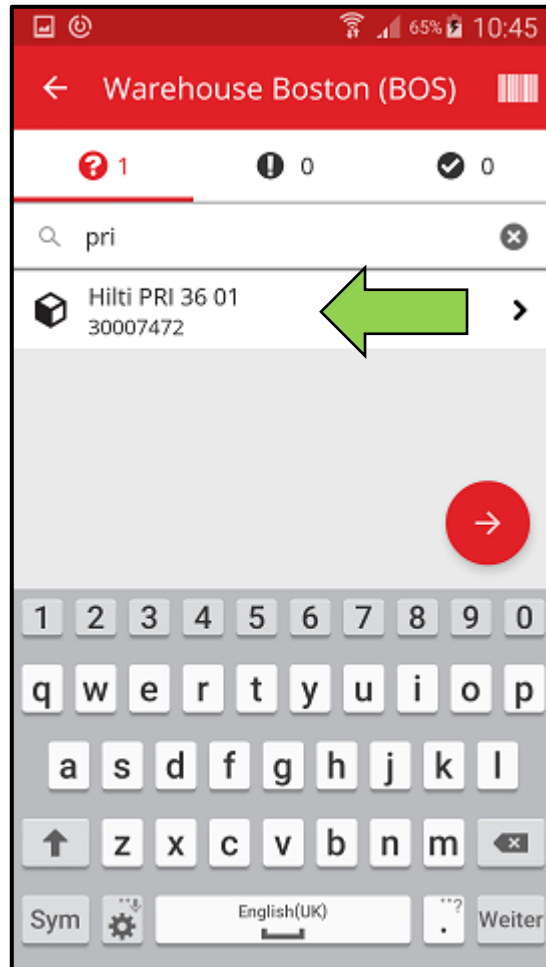 65% 10:45
Warehouse Boston (BOS)
1 0 0
pri
Hilti PRI 36 01
30007472
1 2 3 4 5 6 7 8 9 0
q w e r t y u i o p
a s d f g h j k l
z x c v b n m
Sym English(UK) . ? Weiter